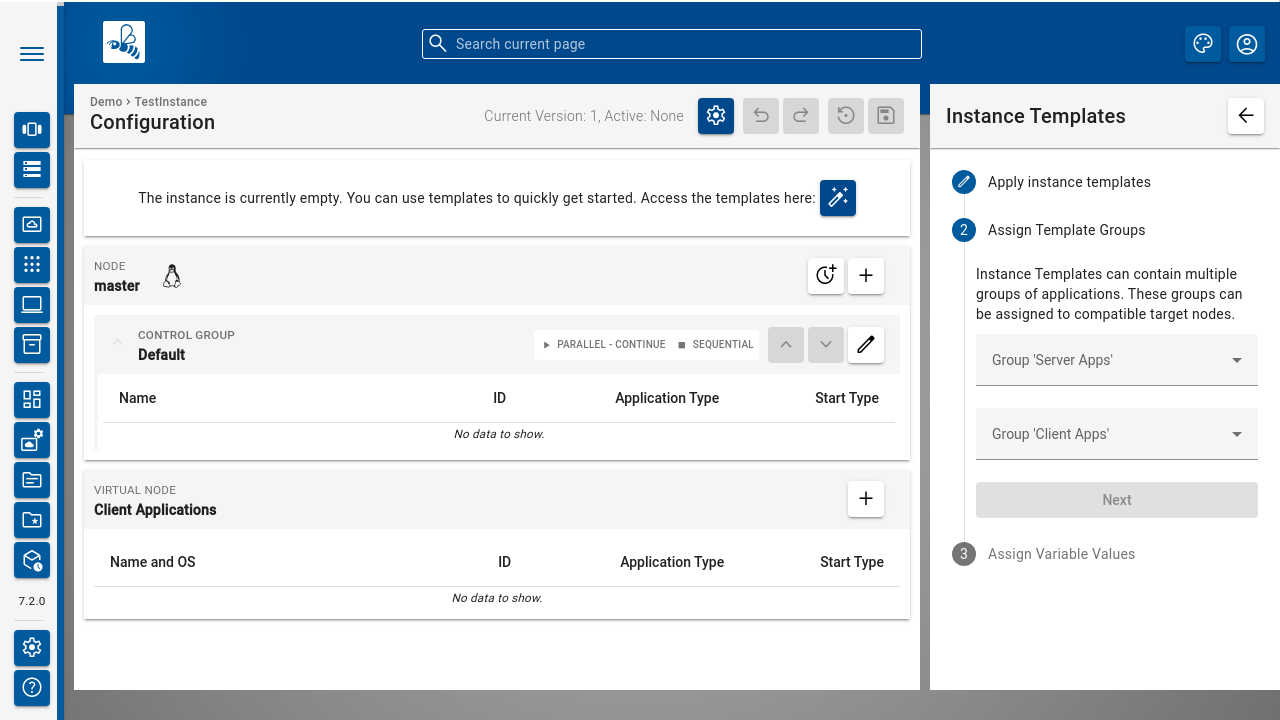 Search current page
Demo › TestInstance
Configuration
Current Version: 1, Active: None
The instance is currently empty. You can use templates to quickly get started. Access the templates here:
NODE
master
CONTROL GROUP
Default
PARALLEL - CONTINUE
SEQUENTIAL
Name ID Application Type Start Type
No data to show.
VIRTUAL NODE
Client Applications
Name and OS ID Application Type Start Type
No data to show.
7.2.0
Instance Templates
Apply instance templates
2 Assign Template Groups
Instance Templates can contain multiple
groups of applications. These groups can
be assigned to compatible target nodes.
Group 'Server Apps'
Group 'Client Apps'
Next
3 Assign Variable Values